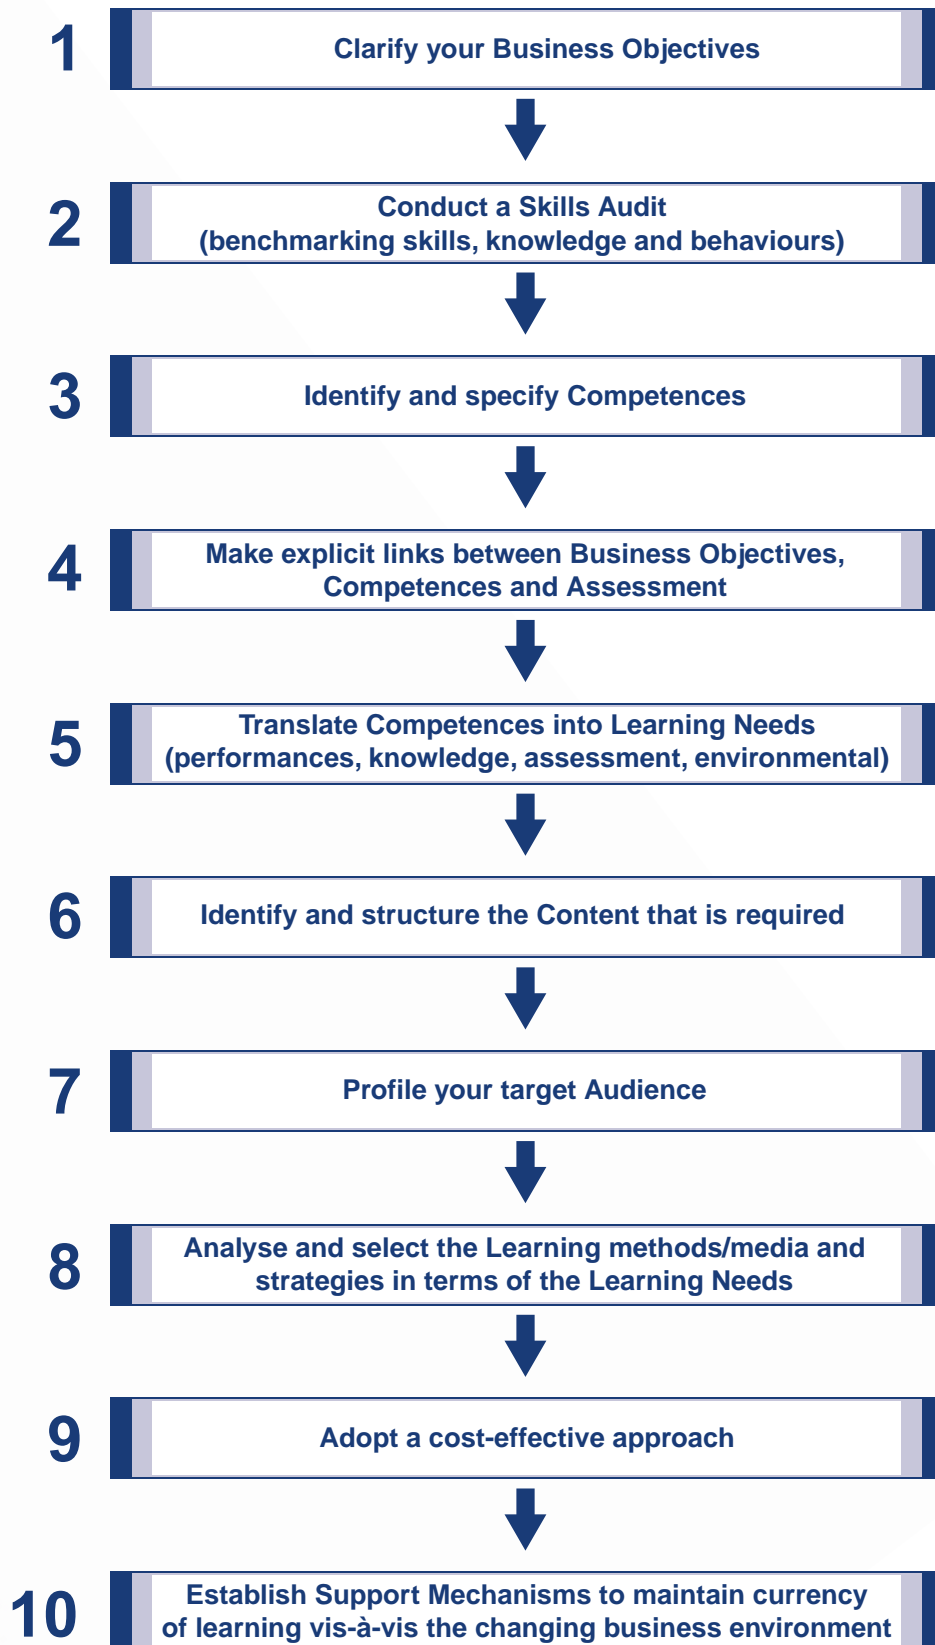 1
Clarify your Business Objectives
2
Conduct a Skills Audit
(benchmarking skills, knowledge and behaviours)
3
Identify and specify Competences
4
Make explicit links between Business Objectives,
Competences and Assessment
5
Translate Competences into Learning Needs
(performances, knowledge, assessment, environmental)
6
Identify and structure the Content that is required
7
Profile your target Audience
8
Analyse and select the Learning methods/media and
strategies in terms of the Learning Needs
9
Adopt a cost-effective approach
10
Establish Support Mechanisms to maintain currency
of learning vis-à-vis the changing business environment